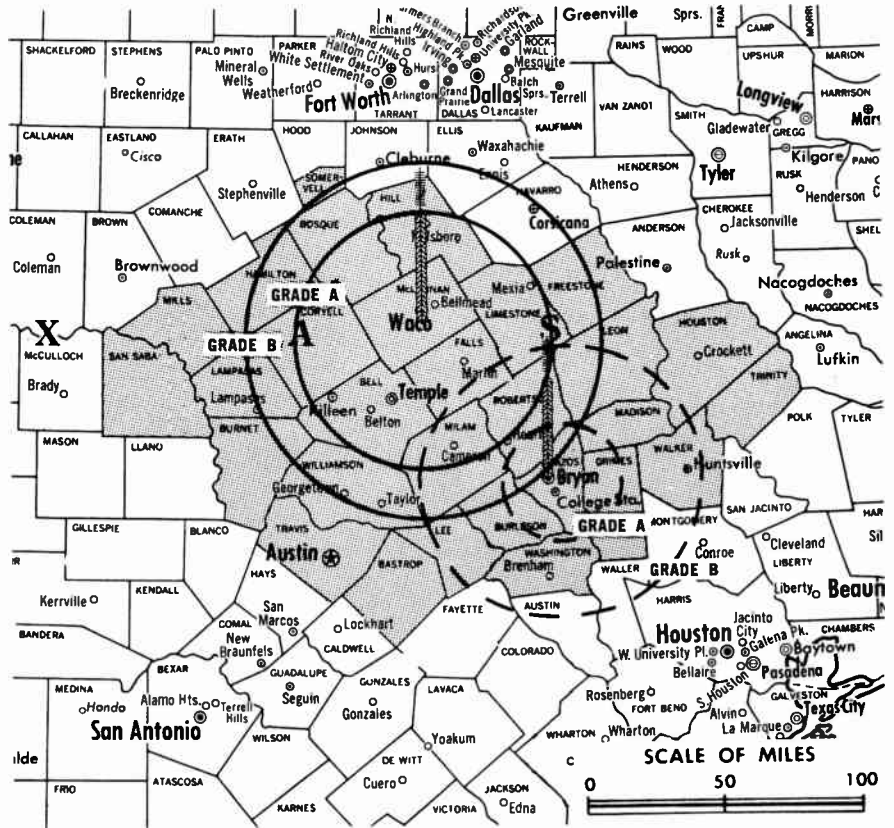 Greenville
Sprs.
CAMP
MORRIS
SHACKELFORD
STEPHENS
PALO PINTO
PARKER
N. Richland Hills
Richland Hills
Haltom City
River Oaks
White Settlement
Mineral Wells
Weatherford
Hurst
Fort Worth
Arlington
TARRANT
Highland Pk.
Irving
University Pk.
Richardson
Garland
Grand Prairie
Dallas
DALLAS
Mesquite
Balch Sprs.
Lancaster
ROCKWALL
Terrell
RAINS
WOOD
UPSHUR
MARION
Breckenridge
VAN ZANDT
Longview
HARRISON
CALLAHAN
EASTLAND
Cisco
ERATH
HOOD
JOHNSON
ELLIS
KAUFMAN
SMITH
Gladewater
GREGG
Kilgore
Cleburne
Waxahachie
Ennis
Tyler
RUSK
Henderson
Stephenville
SOMERVELL
HILL
NAVARRO
HENDERSON
Athens
CHEROKEE
Jacksonville
COLEMAN
BROWN
COMANCHE
BOSQUE
Hillsboro
Corsicana
ANDERSON
Rusk
Coleman
Brownwood
HAMILTON
Palestine
Nacogdoches
NACOGDOCHES
MILLS
GRADE A
McLENNAN
Bellmead
Mexia
FREESTONE
LIMESTONE
X
A
CORYELL
Waco
S
LEON
HOUSTON
ANGELINA
GRADE B
McCULLOCH
SAN SABA
FALLS
Marlin
Crockett
Lufkin
Brady
LAMPASAS
Lampasas
BELL
Temple
Killeen
Belton
ROBERTSON
TRINITY
MADISON
POLK
TYLER
MASON
LLANO
BURNET
MILAM
Cameron
WALKER
Huntsville
WILLIAMSON
Georgetown
Taylor
Bryan
College Sta.
GRIMES
SAN JACINTO
GILLESPIE
BLANCO
TRAVIS
LEE
BURLESON
GRADE A
MONTGOMERY
Austin
BASTROP
WASHINGTON
Brenham
Conroe
Cleveland
HAYS
WALLER
GRADE B
LIBERTY
KENDALL
Kerrville
San Marcos
FAYETTE
AUSTIN
HARRIS
Liberty
BANDERA
COMAL
New Braunfels
Lockhart
CALDWELL
COLORADO
Houston
Jacinto City
Galena Pk.
CHAMBERS
Baytown
BEXAR
W. University Pl.
Bellaire
S. Houston
Pasadena
MEDINA
Hondo
Alamo Hts.
Terrell Hills
GUADALUPE
Seguin
GONZALES
Gonzales
LAVACA
Rosenberg
FORT BEND
GALVESTON
Texas City
San Antonio
Alvin
La Marque
WILSON
Yoakum
WHARTON
Wharton
SCALE OF MILES
FRIO
ATASCOSA
DE WITT
Cuero
0
50
100
KARNES
VICTORIA
JACKSON
Edna